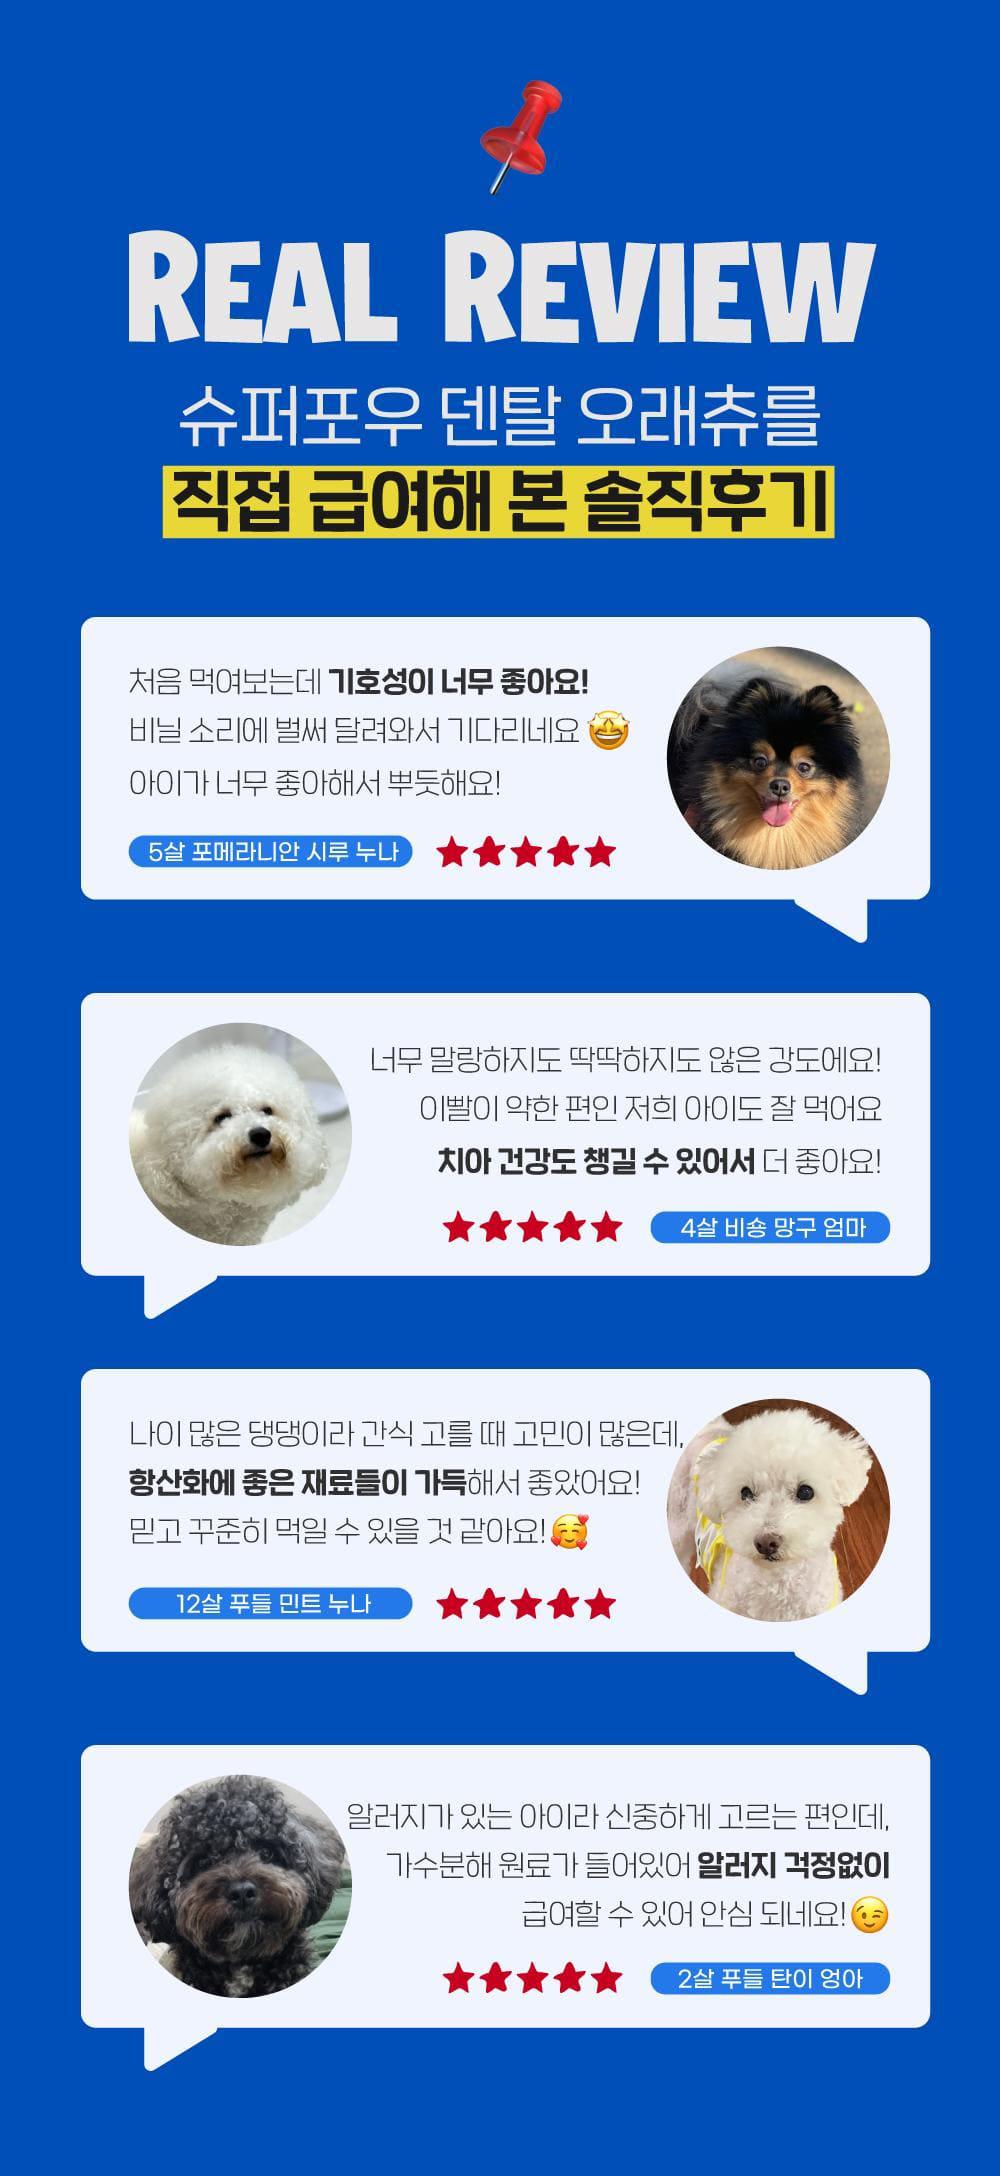 REAL REVIEW
슈퍼포우 덴탈 오래츄를
직접 급여해 본 솔직후기
처음 먹여보는데 기호성이 너무 좋아요!
비닐 소리에 벌써 달려와서 기다리네요 🤩
아이가 너무 좋아해서 뿌듯해요!
5살 포메라니안 시루 누나 ★★★★★
너무 말랑하지도 딱딱하지도 않은 강도에요!
이빨이 약한 편인 저희 아이도 잘 먹어요
치아 건강도 챙길 수 있어서 더 좋아요!
★★★★★ 4살 비숑 망구 엄마
나이 많은 댕댕이라 간식 고를 때 고민이 많은데,
항산화에 좋은 재료들이 가득해서 좋았어요!
믿고 꾸준히 먹일 수 있을 것 같아요! 🥰
12살 푸들 민트 누나 ★★★★★
알러지가 있는 아이라 신중하게 고르는 편인데,
가수분해 원료가 들어있어 알러지 걱정없이
급여할 수 있어 안심 되네요! 😉
★★★★★ 2살 푸들 탄이 엉아